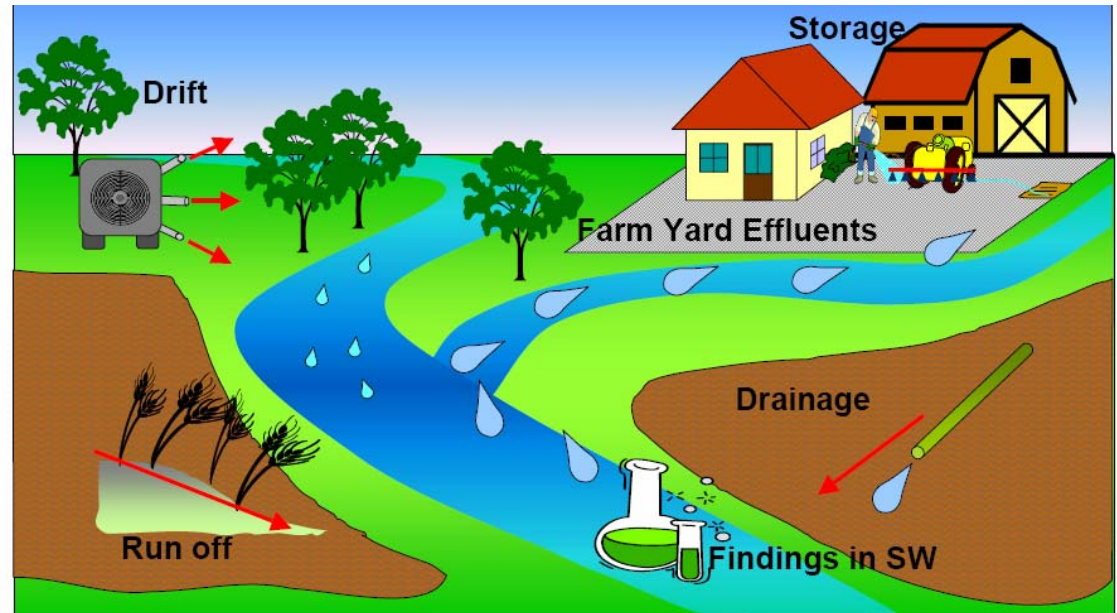 Storage
Drift
Farm Yard Effluents
Drainage
Run off
Findings in SW